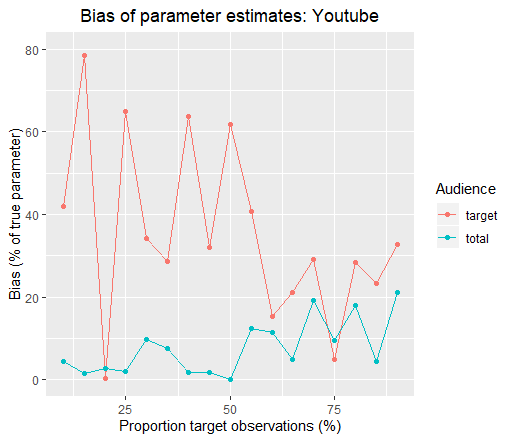 Bias of parameter estimates: Youtube
Bias (% of true parameter)
80
60
40
20
0
25
50
75
Proportion target observations (%)
Audience
target
total